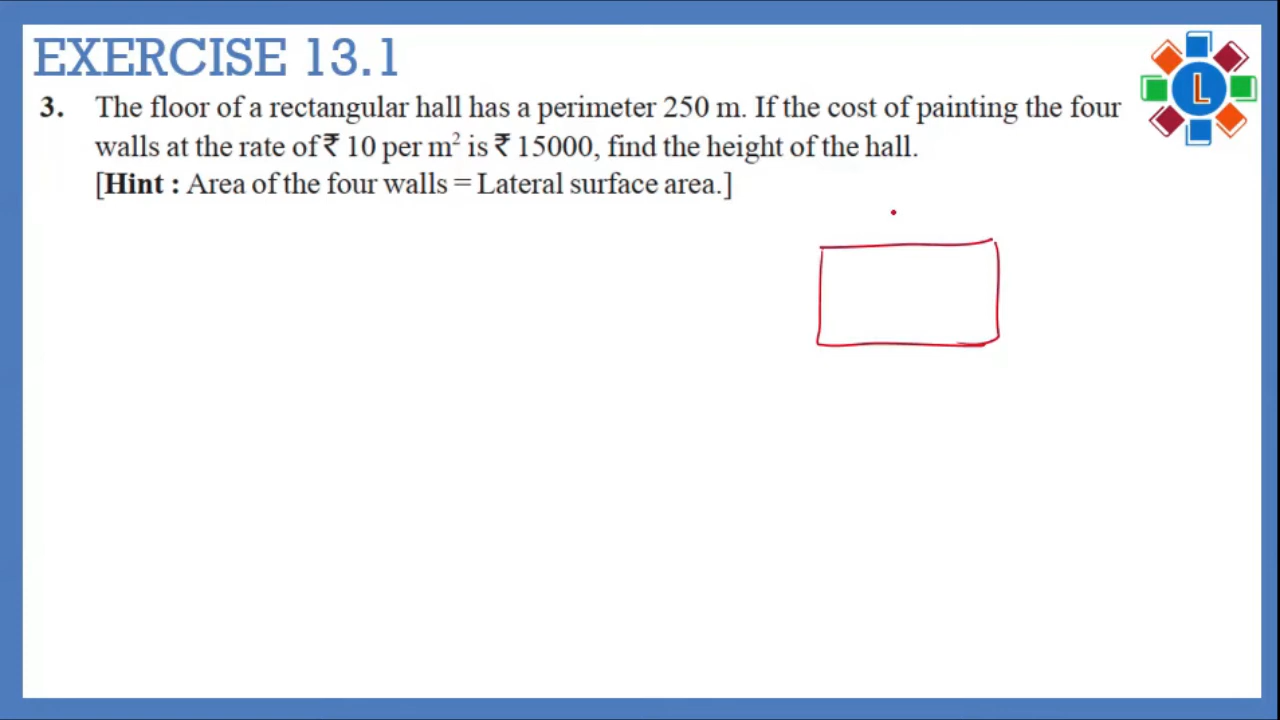 EXERCISE 13.1
L
3. The floor of a rectangular hall has a perimeter 250 m. If the cost of painting the four
walls at the rate of ₹ 10 per m² is ₹ 15000, find the height of the hall.
[Hint : Area of the four walls = Lateral surface area.]